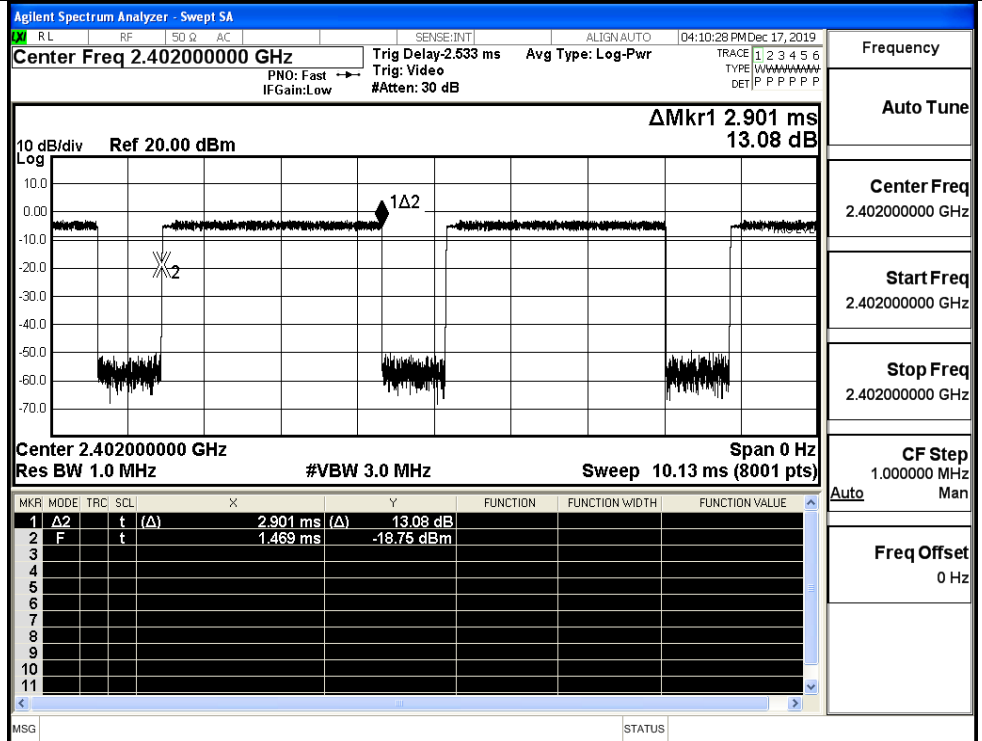 Agilent Spectrum Analyzer - Swept SA
LXI RL RF 50 Ω AC SENSE:INT ALIGN AUTO 04:10:28 PM Dec 17, 2019
Center Freq 2.402000000 GHz Trig Delay-2.533 ms Avg Type: Log-Pwr TRACE 1 2 3 4 5 6
PNO: Fast Trig: Video TYPE WWWWWW
IFGain:Low #Atten: 30 dB DET P P P P P P
ΔMkr1 2.901 ms
13.08 dB
10 dB/div Ref 20.00 dBm
Log
10.0
0.00
-10.0
-20.0
-30.0
-40.0
-50.0
-60.0
-70.0
1Δ2
2
Center 2.402000000 GHz Span 0 Hz
Res BW 1.0 MHz #VBW 3.0 MHz Sweep 10.13 ms (8001 pts)
MKR MODE TRC SCL X Y FUNCTION FUNCTION WIDTH FUNCTION VALUE
1 Δ2 t (Δ) 2.901 ms (Δ) 13.08 dB
2 F t 1.469 ms -18.75 dBm
3
4
5
6
7
8
9
10
11
MSG STATUS
Frequency
Auto Tune
Center Freq
2.402000000 GHz
Start Freq
2.402000000 GHz
Stop Freq
2.402000000 GHz
CF Step
1.000000 MHz
Auto Man
Freq Offset
0 Hz